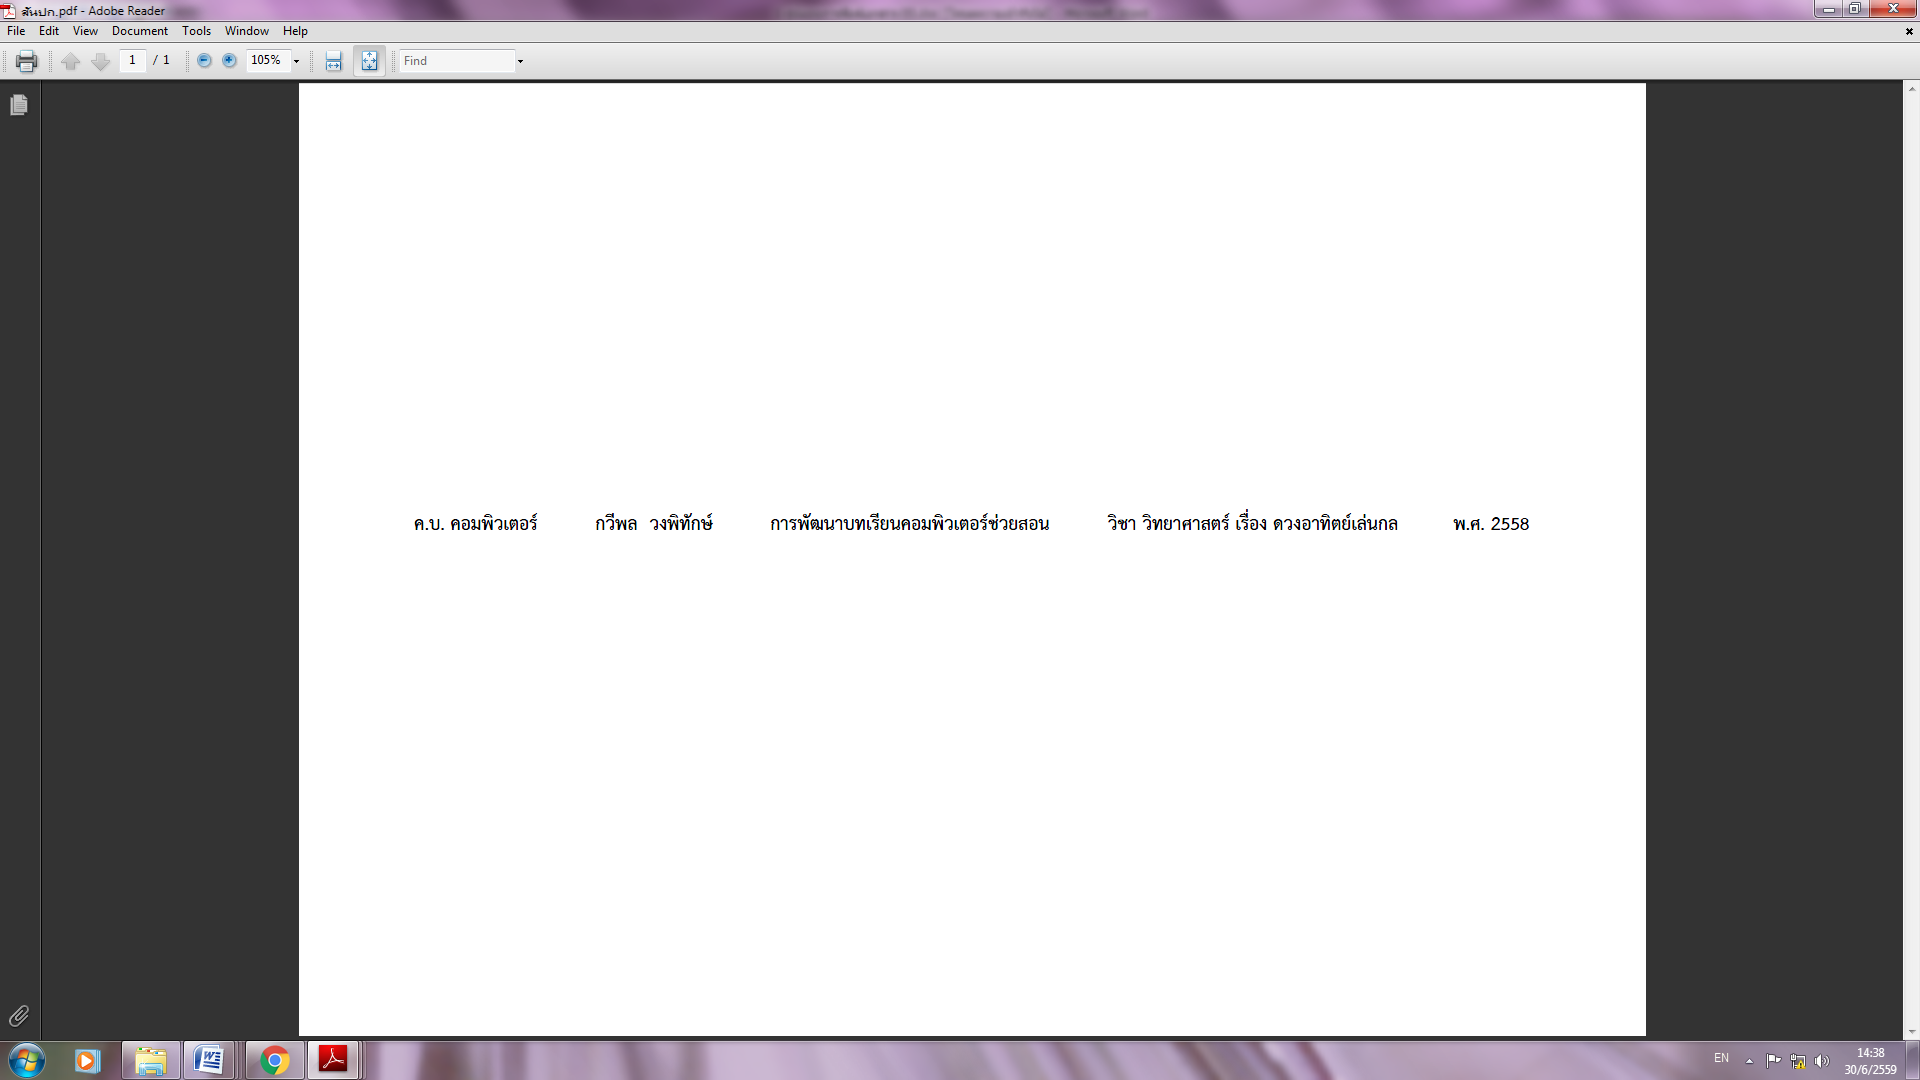 สันปก.pdf - Adobe Reader
File Edit View Document Tools Window Help
1 / 1 105% Find
ค.บ. คอมพิวเตอร์ กวีพล วงพิทักษ์ การพัฒนาบทเรียนคอมพิวเตอร์ช่วยสอน วิชา วิทยาศาสตร์ เรื่อง ดวงอาทิตย์เล่นกล พ.ศ. 2558
EN
14:38
30/6/2559